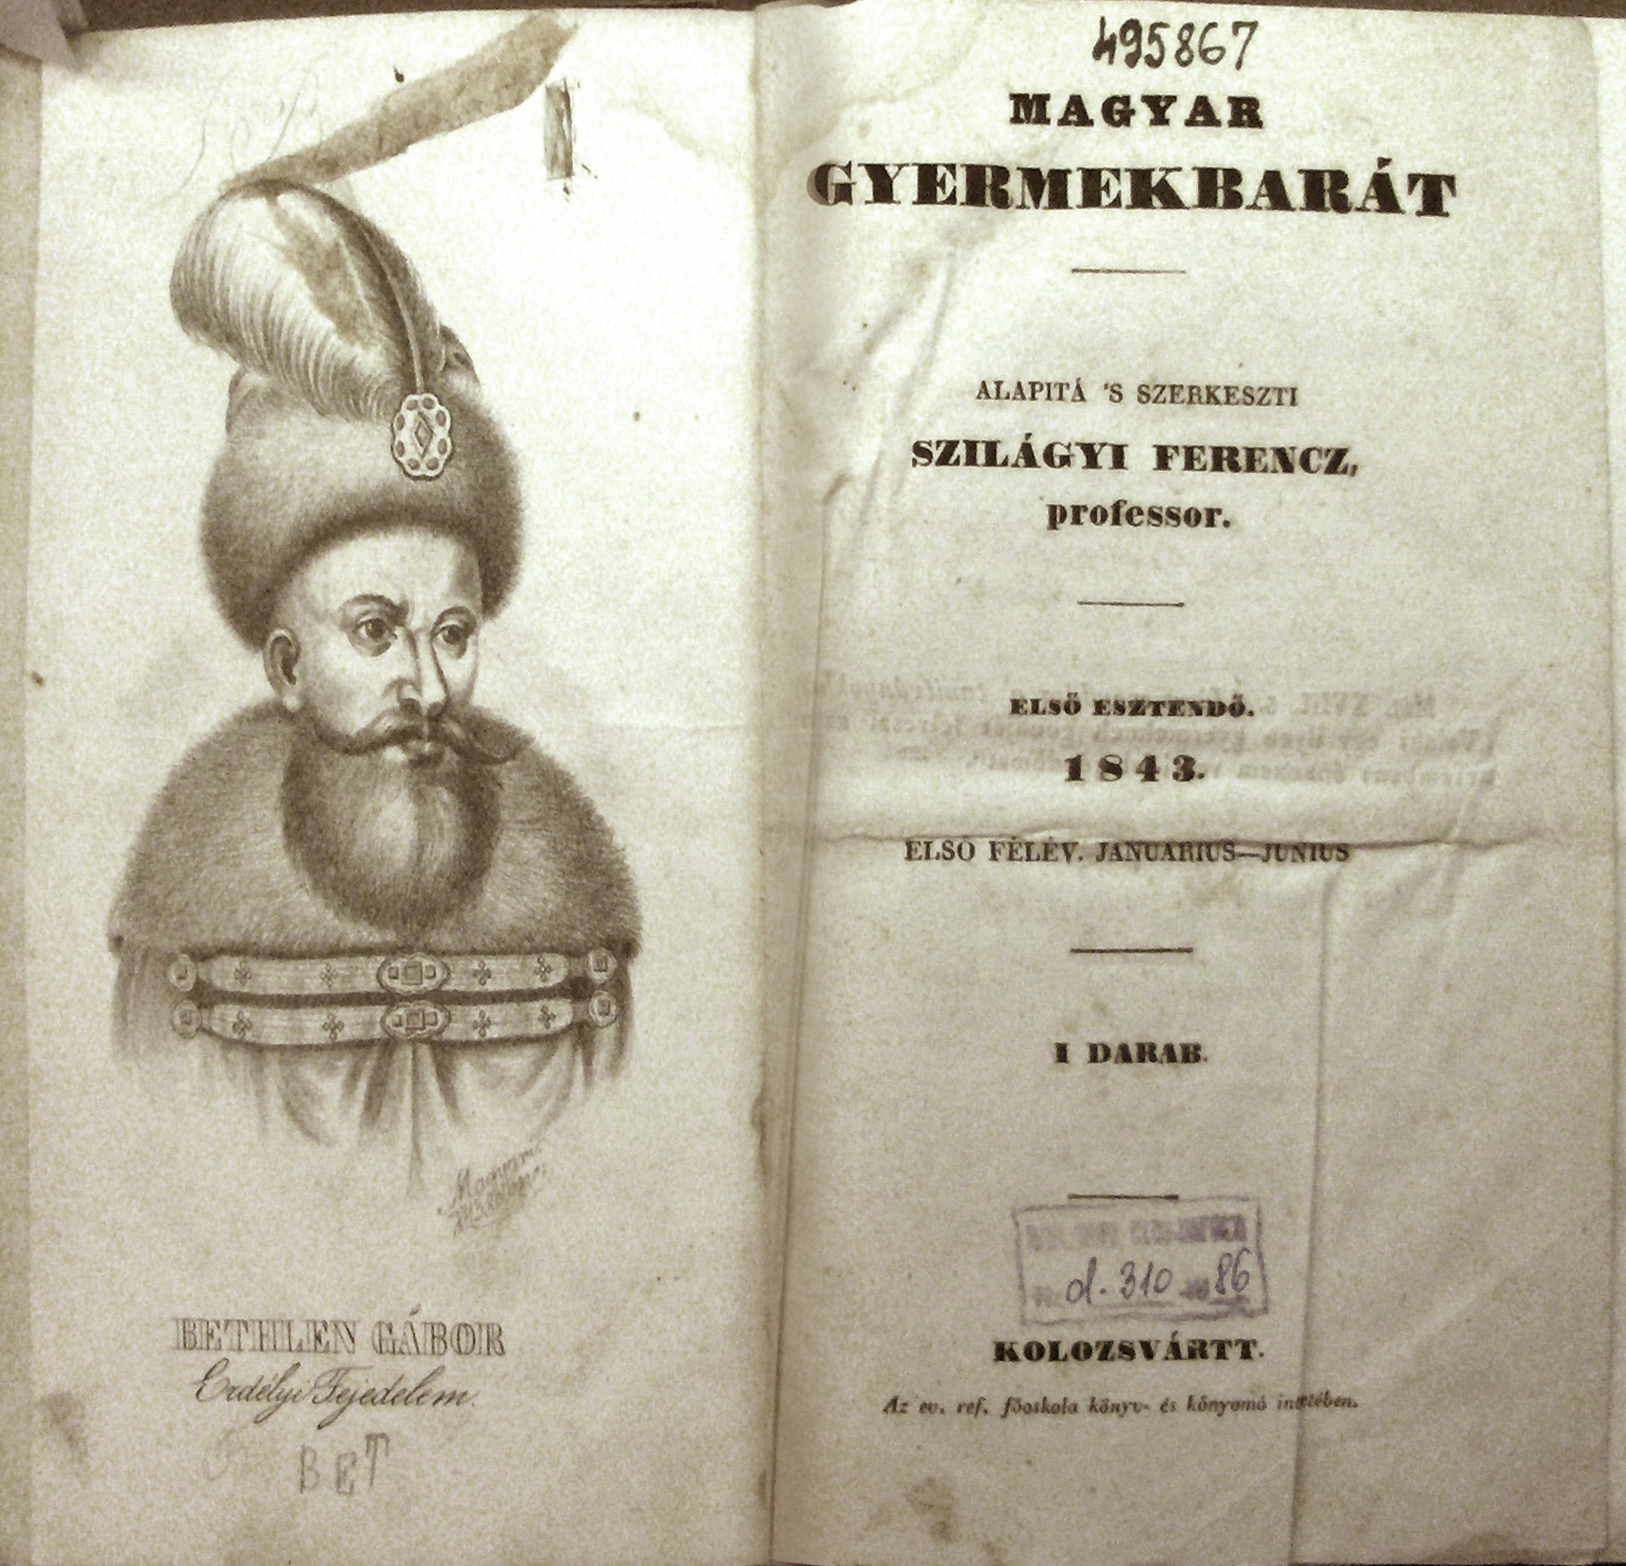 BETHLEN GÁBOR
Erdélyi Fejedelem.
BET
495867
MAGYAR
GYERMEKBARÁT
ALAPITÁ 'S SZERKESZTI
SZILÁGYI FERENCZ,
professor.
ELSŐ ESZTENDŐ.
1843.
ELSŐ FÉLÉV. JANUARIUS—JUNIUS
I DARAB.
d. 310 86
KOLOZSVÁRTT.
Az ev. ref. főoskola könyv- és kőnyomó intétében.